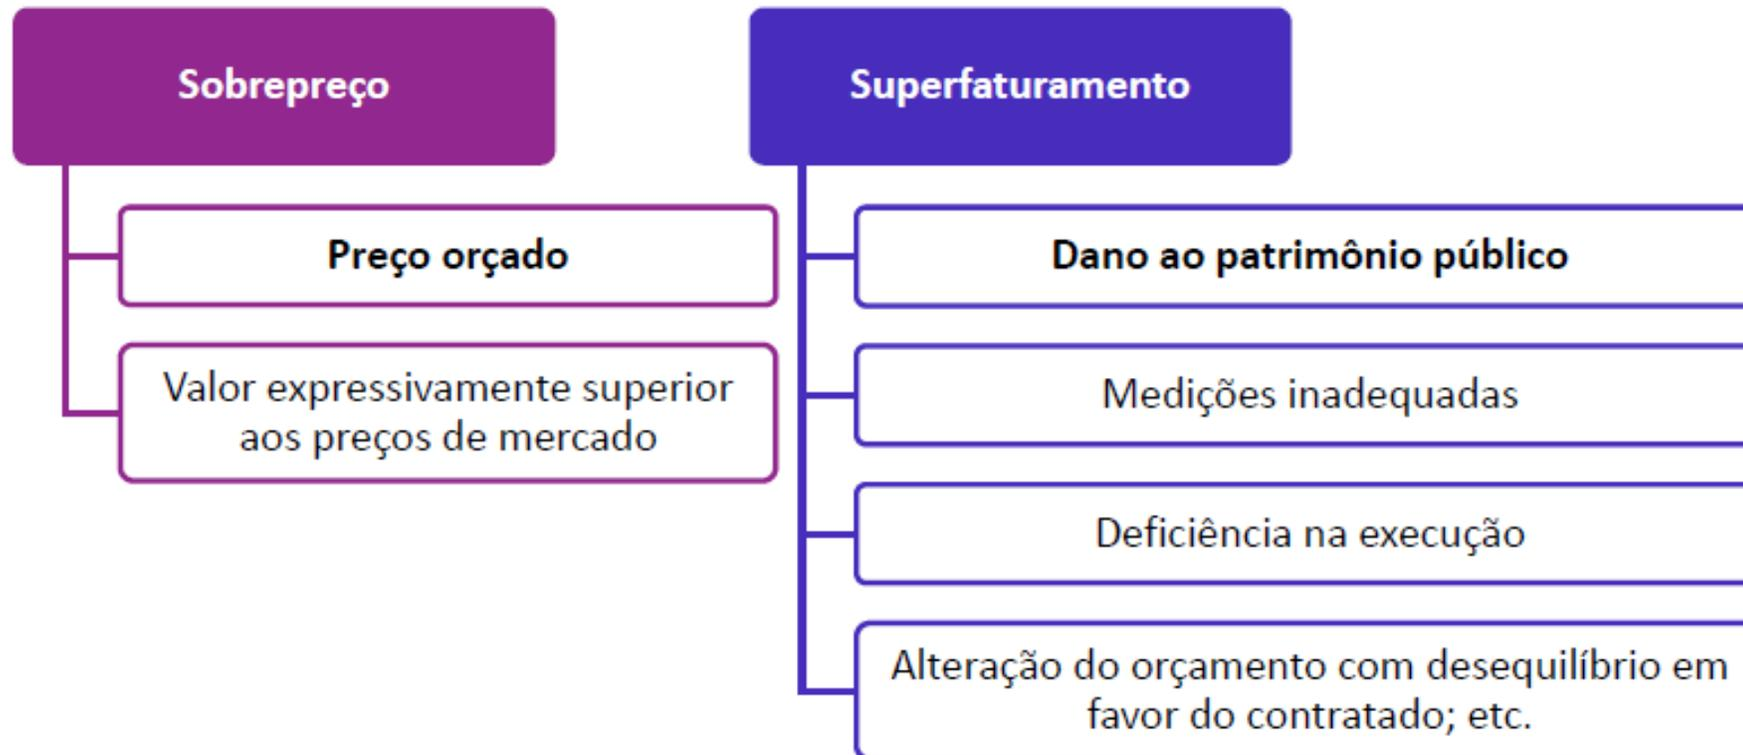 Sobrepreço
Preço orçado
Valor expressivamente superior
aos preços de mercado
Superfaturamento
Dano ao patrimônio público
Medições inadequadas
Deficiência na execução
Alteração do orçamento com desequilíbrio em
favor do contratado; etc.